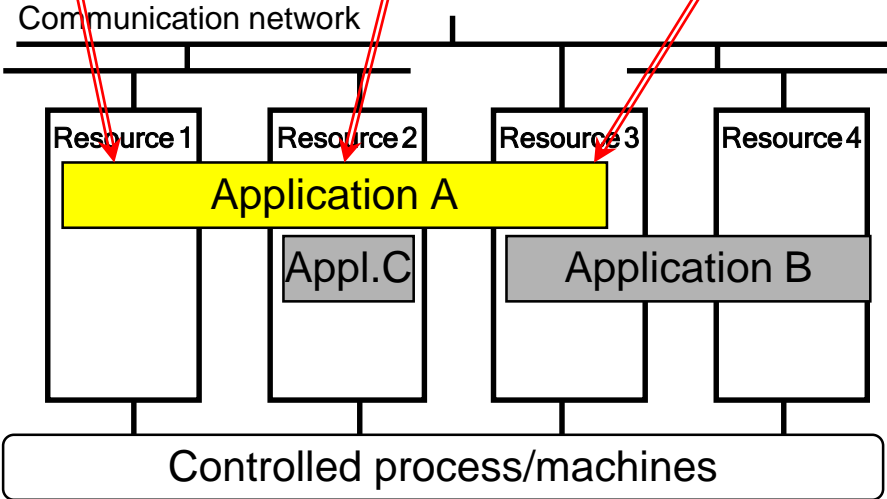 Communication network
Resource 1 Resource 2 Resource 3 Resource 4
Application A
Appl.C Application B
Controlled process/machines